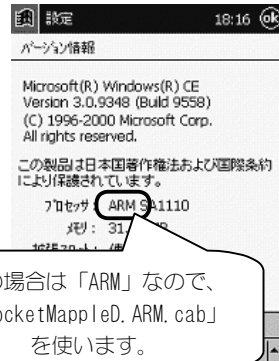 設定 18:16 ok
バージョン情報
Microsoft(R) Windows(R) CE
Version 3.0.9348 (Build 9558)
(C) 1996-2000 Microsoft Corp.
All rights reserved.
この製品は日本国著作権法および国際条約
により保護されています。
プロセッサ: ARM SA1110
メモリ: 31.
の場合は「ARM」なので、
ocketMappleD.ARM.cab」
を使います。